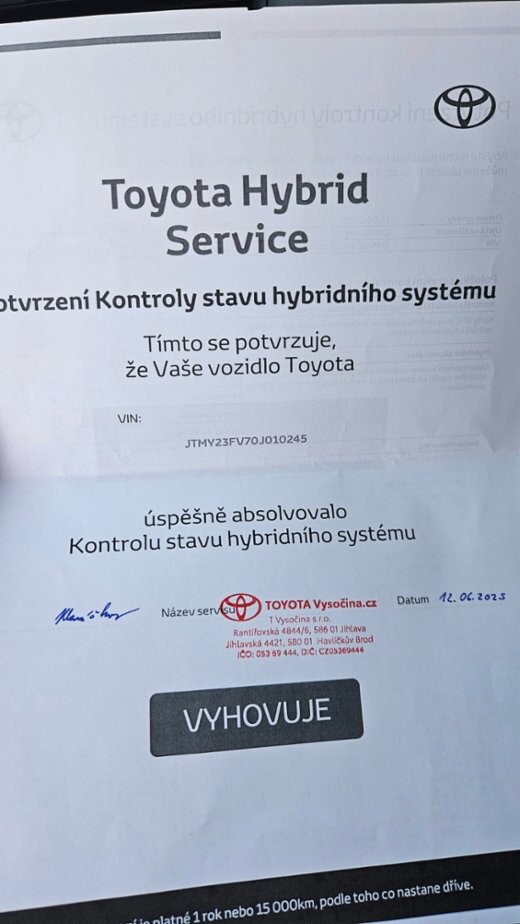 Toyota Hybrid
Service
otvrzení Kontroly stavu hybridního systému
Tímto se potvrzuje,
že Vaše vozidlo Toyota
VIN:
JTMY23FV70J010245
úspěšně absolvovalo
Kontrolu stavu hybridního systému
Název servisu
TOYOTA Vysočina.cz
T Vysočina s.r.o.
Rantířovská 4844/6, 586 01 Jihlava
Jihlavská 4421, 580 01 Havlíčkův Brod
IČO: 053 69 444, DIČ: CZ05369444
Datum 12.06.2025
VYHOVUJE
je platné 1 rok nebo 15 000km, podle toho co nastane dříve.